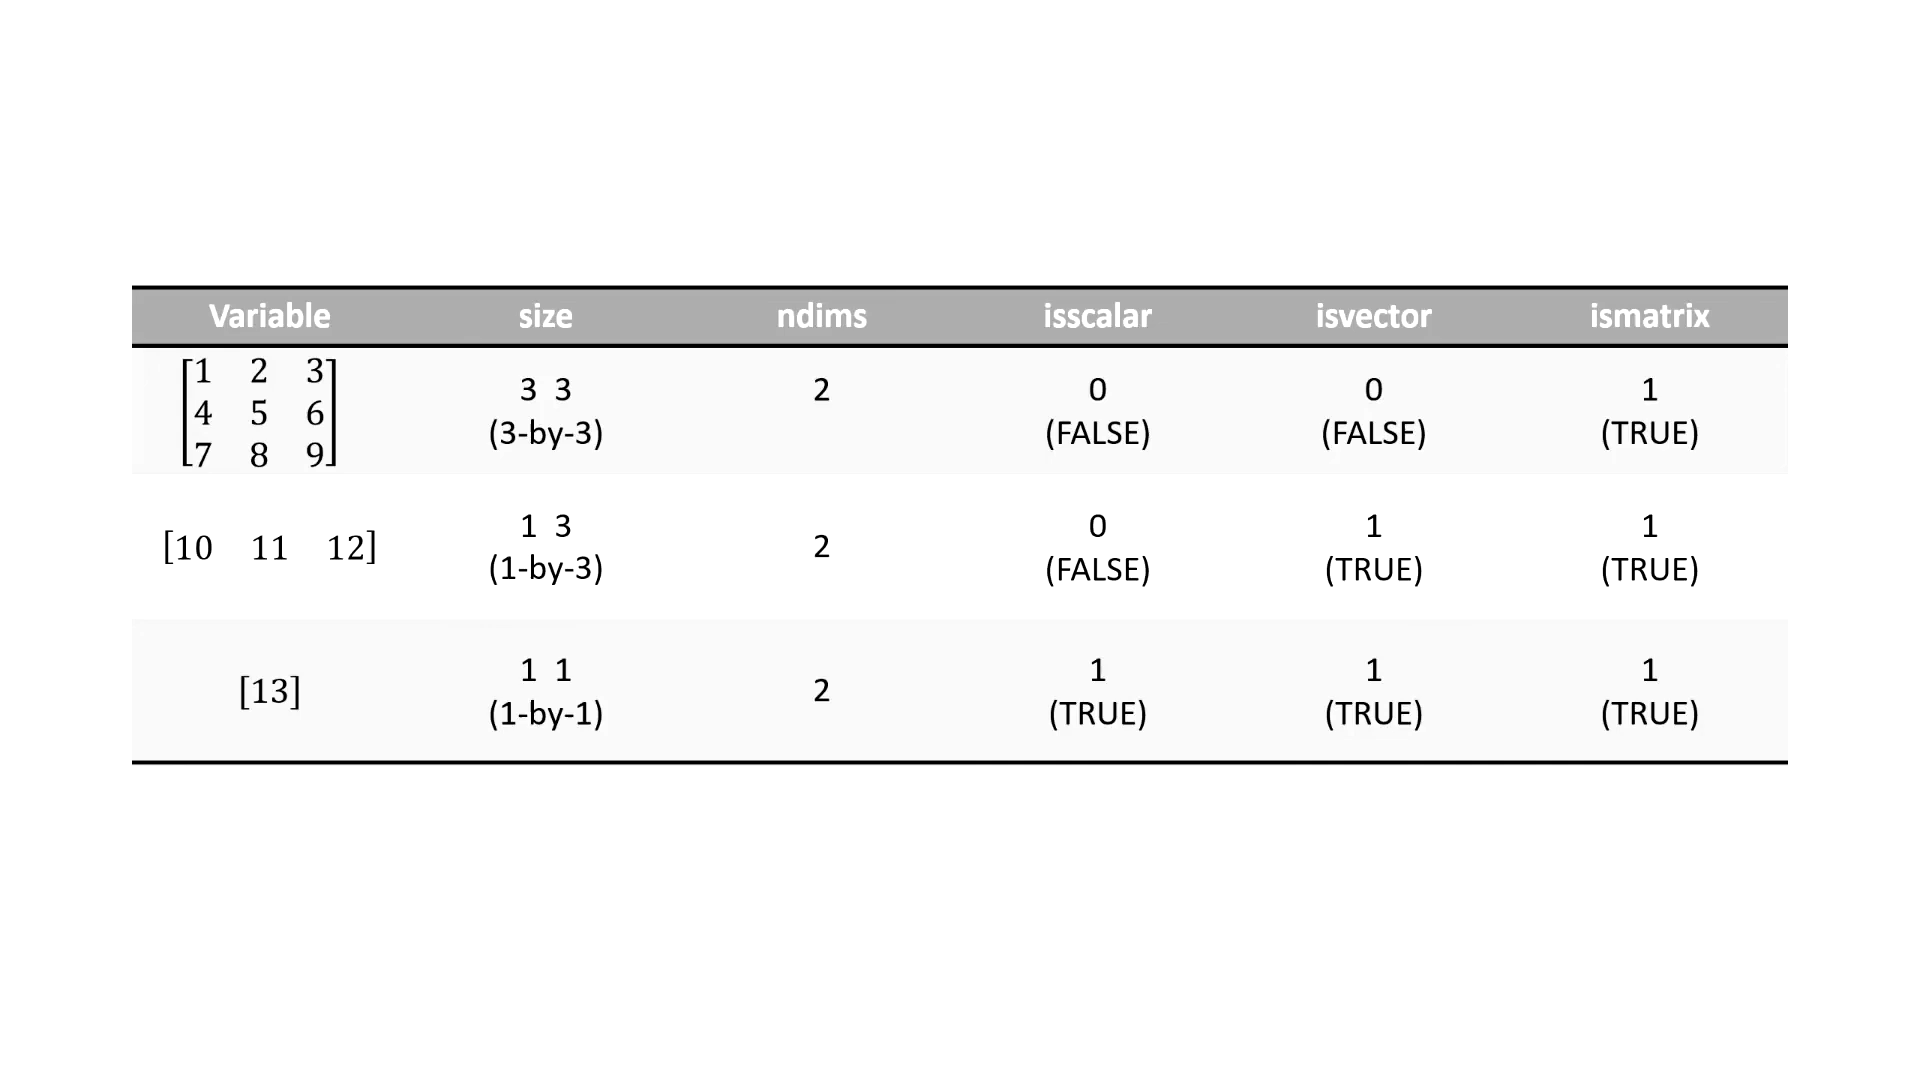 Variable size ndims isscalar isvector ismatrix
[1 2 3
4 5 6
7 8 9]
3 3
(3-by-3)
2
0
(FALSE)
0
(FALSE)
1
(TRUE)
[10 11 12]
1 3
(1-by-3)
2
0
(FALSE)
1
(TRUE)
1
(TRUE)
[13]
1 1
(1-by-1)
2
1
(TRUE)
1
(TRUE)
1
(TRUE)